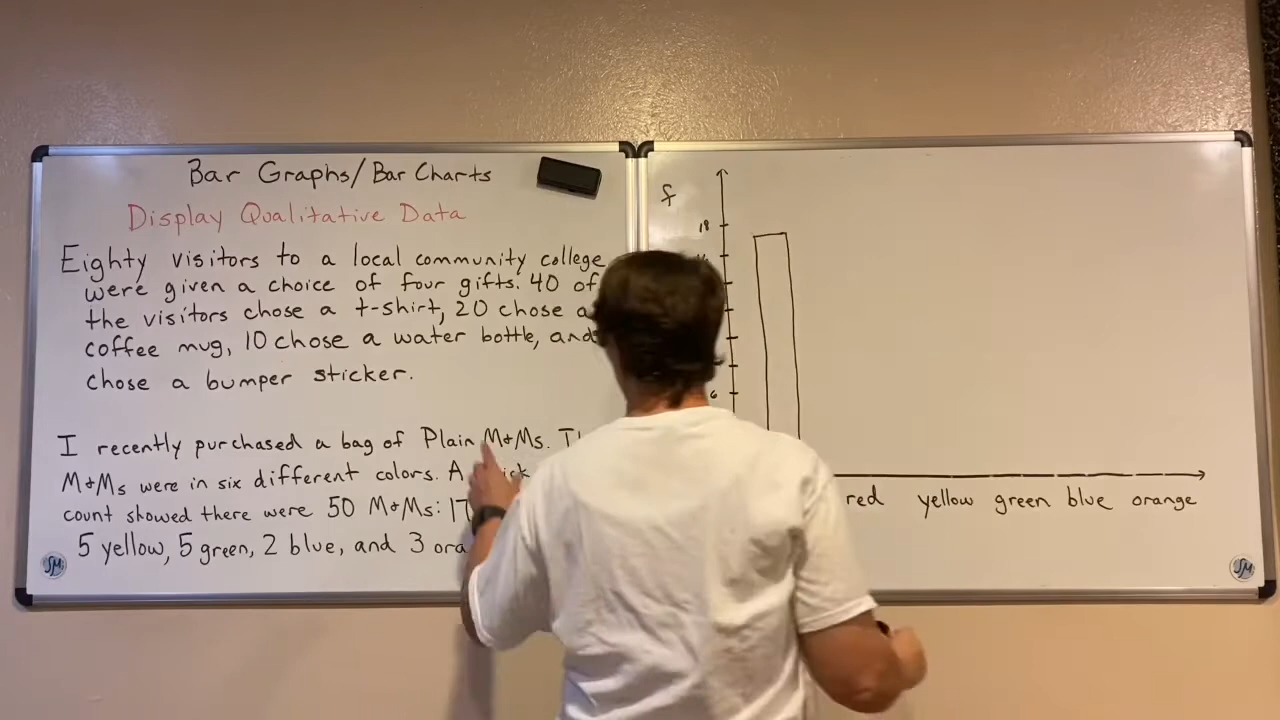 Bar Graphs/Bar Charts
Display Qualitative Data
Eighty visitors to a local community college
were given a choice of four gifts. 40 of
the visitors chose a t-shirt, 20 chose a
coffee mug, 10 chose a water bottle, and
chose a bumper sticker.
I recently purchased a bag of Plain M+Ms.
M+Ms were in six different colors. A
count showed there were 50 M+Ms: 17
5 yellow, 5 green, 2 blue, and 3
SM
f
18
6
red yellow green blue orange
SM